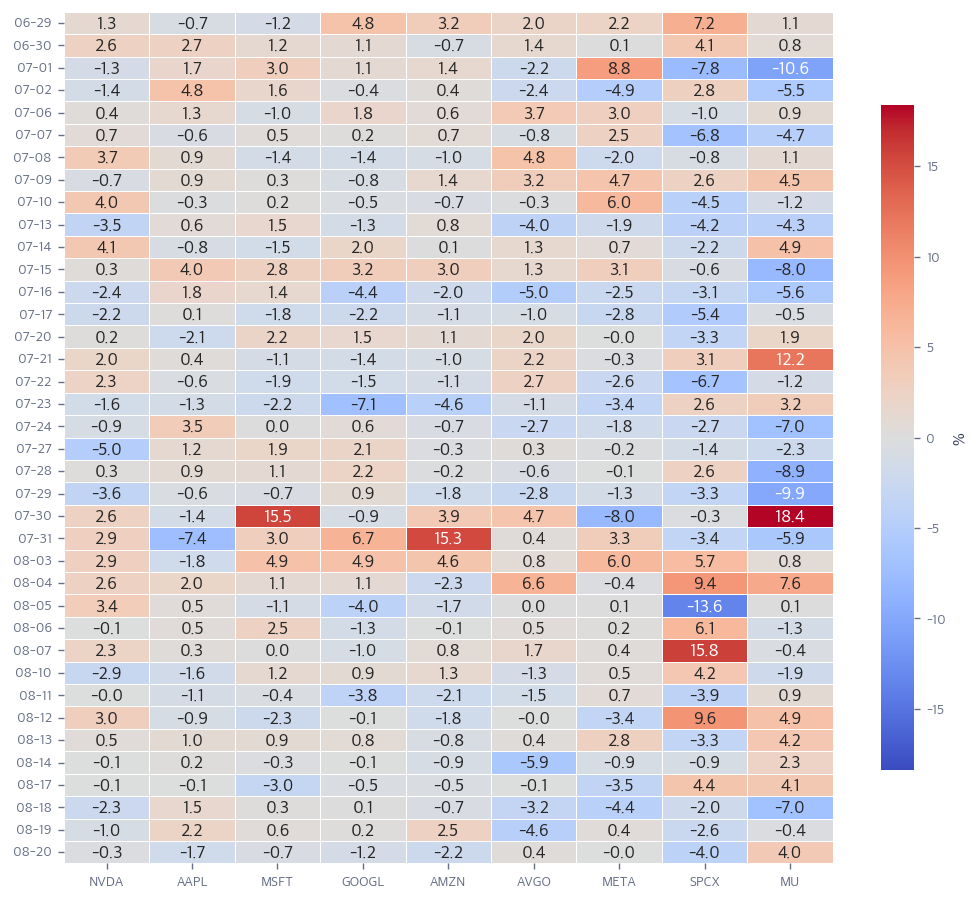 06-29 1.3 -0.7 -1.2 4.8 3.2 2.0 2.2 7.2 1.1
06-30 2.6 2.7 1.2 1.1 -0.7 1.4 0.1 4.1 0.8
07-01 -1.3 1.7 3.0 1.1 1.4 -2.2 8.8 -7.8 -10.6
07-02 -1.4 4.8 1.6 -0.4 0.4 -2.4 -4.9 2.8 -5.5
07-06 0.4 1.3 -1.0 1.8 0.6 3.7 3.0 -1.0 0.9
07-07 0.7 -0.6 0.5 0.2 0.7 -0.8 2.5 -6.8 -4.7
07-08 3.7 0.9 -1.4 -1.4 -1.0 4.8 -2.0 -0.8 1.1
07-09 -0.7 0.9 0.3 -0.8 1.4 3.2 4.7 2.6 4.5
07-10 4.0 -0.3 0.2 -0.5 -0.7 -0.3 6.0 -4.5 -1.2
07-13 -3.5 0.6 1.5 -1.3 0.8 -4.0 -1.9 -4.2 -4.3
07-14 4.1 -0.8 -1.5 2.0 0.1 1.3 0.7 -2.2 4.9
07-15 0.3 4.0 2.8 3.2 3.0 1.3 3.1 -0.6 -8.0
07-16 -2.4 1.8 1.4 -4.4 -2.0 -5.0 -2.5 -3.1 -5.6
07-17 -2.2 0.1 -1.8 -2.2 -1.1 -1.0 -2.8 -5.4 -0.5
07-20 0.2 -2.1 2.2 1.5 1.1 2.0 -0.0 -3.3 1.9
07-21 2.0 0.4 -1.1 -1.4 -1.0 2.2 -0.3 3.1 12.2
07-22 2.3 -0.6 -1.9 -1.5 -1.1 2.7 -2.6 -6.7 -1.2
07-23 -1.6 -1.3 -2.2 -7.1 -4.6 -1.1 -3.4 2.6 3.2
07-24 -0.9 3.5 0.0 0.6 -0.7 -2.7 -1.8 -2.7 -7.0
07-27 -5.0 1.2 1.9 2.1 -0.3 0.3 -0.2 -1.4 -2.3
07-28 0.3 0.9 1.1 2.2 -0.2 -0.6 -0.1 2.6 -8.9
07-29 -3.6 -0.6 -0.7 0.9 -1.8 -2.8 -1.3 -3.3 -9.9
07-30 2.6 -1.4 15.5 -0.9 3.9 4.7 -8.0 -0.3 18.4
07-31 2.9 -7.4 3.0 6.7 15.3 0.4 3.3 -3.4 -5.9
08-03 2.9 -1.8 4.9 4.9 4.6 0.8 6.0 5.7 0.8
08-04 2.6 2.0 1.1 1.1 -2.3 6.6 -0.4 9.4 7.6
08-05 3.4 0.5 -1.1 -4.0 -1.7 0.0 0.1 -13.6 0.1
08-06 -0.1 0.5 2.5 -1.3 -0.1 0.5 0.2 6.1 -1.3
08-07 2.3 0.3 0.0 -1.0 0.8 1.7 0.4 15.8 -0.4
08-10 -2.9 -1.6 1.2 0.9 1.3 -1.3 0.5 4.2 -1.9
08-11 -0.0 -1.1 -0.4 -3.8 -2.1 -1.5 0.7 -3.9 0.9
08-12 3.0 -0.9 -2.3 -0.1 -1.8 -0.0 -3.4 9.6 4.9
08-13 0.5 1.0 0.9 0.8 -0.8 0.4 2.8 -3.3 4.2
08-14 -0.1 0.2 -0.3 -0.1 -0.9 -5.9 -0.9 -0.9 2.3
08-17 -0.1 -0.1 -3.0 -0.5 -0.5 -0.1 -3.5 4.4 4.1
08-18 -2.3 1.5 0.3 0.1 -0.7 -3.2 -4.4 -2.0 -7.0
08-19 -1.0 2.2 0.6 0.2 2.5 -4.6 0.4 -2.6 -0.4
08-20 -0.3 -1.7 -0.7 -1.2 -2.2 0.4 -0.0 -4.0 4.0
NVDA AAPL MSFT GOOGL AMZN AVGO META SPCX MU
15
10
5
0
-5
-10
-15
%